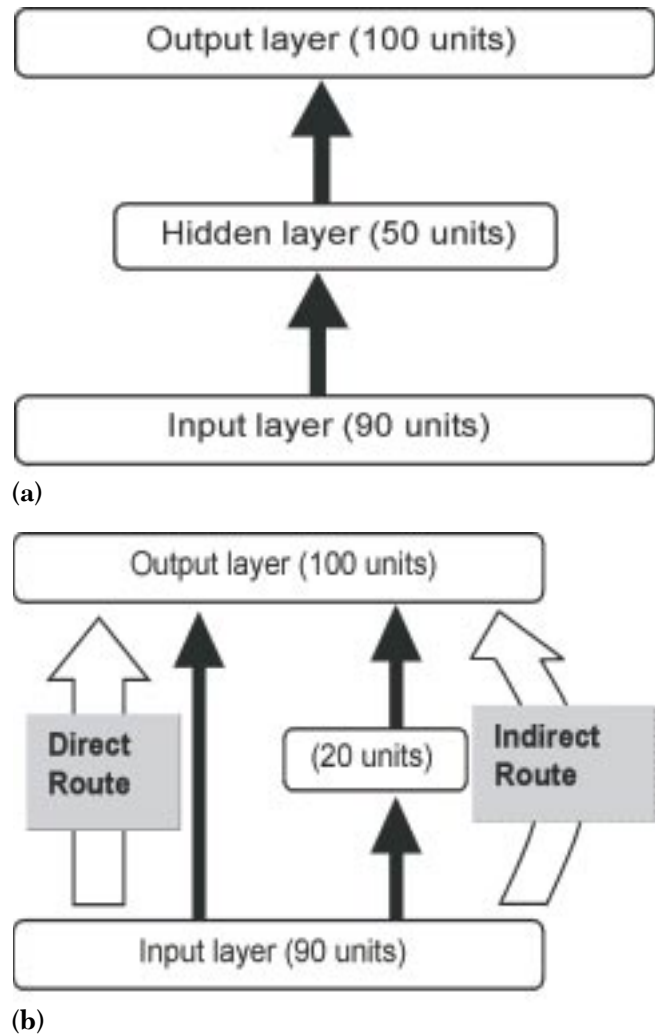 Output layer (100 units)
Hidden layer (50 units)
Input layer (90 units)
(a)
Output layer (100 units)
Direct
Route
(20 units)
Indirect
Route
Input layer (90 units)
(b)